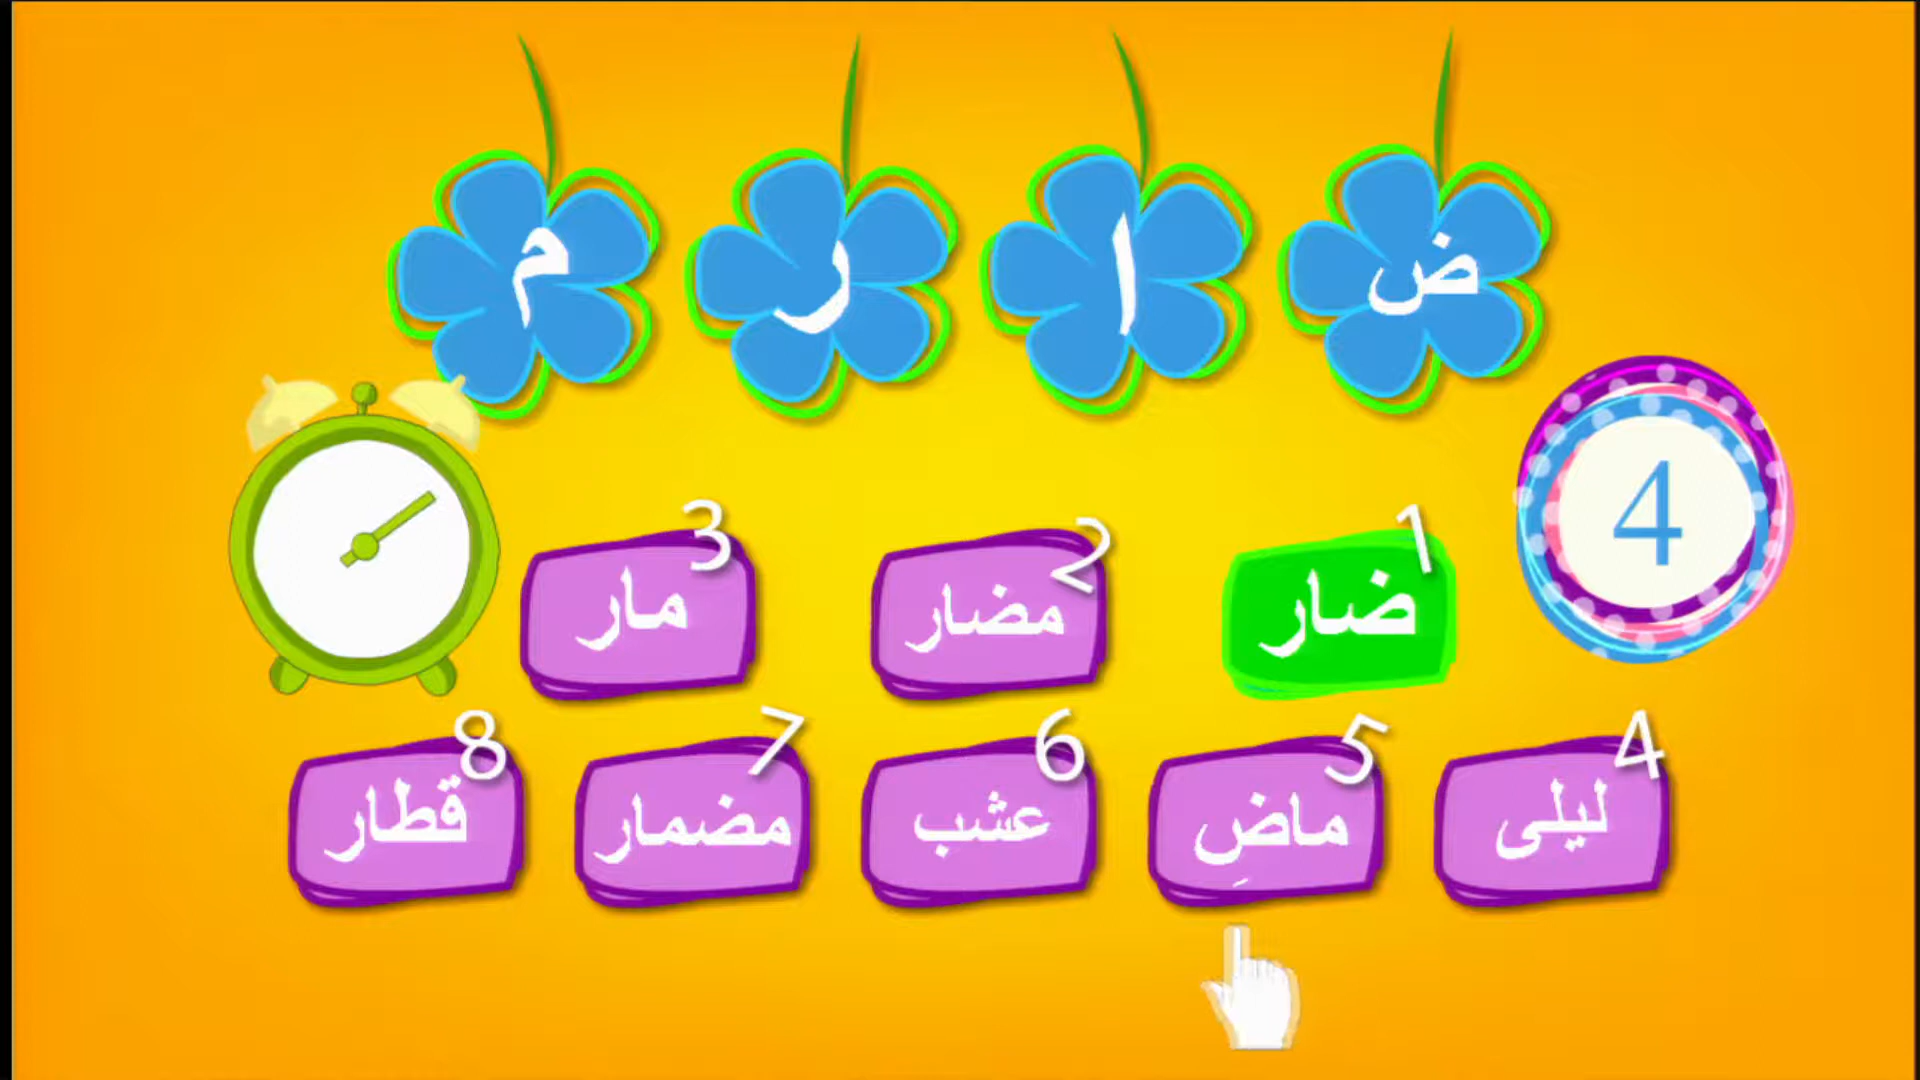 ض ا ر م
4
1 ضار
2 مضار
3 مار
4 ليلى
5 ماضِ
6 عشب
7 مضمار
8 قطار